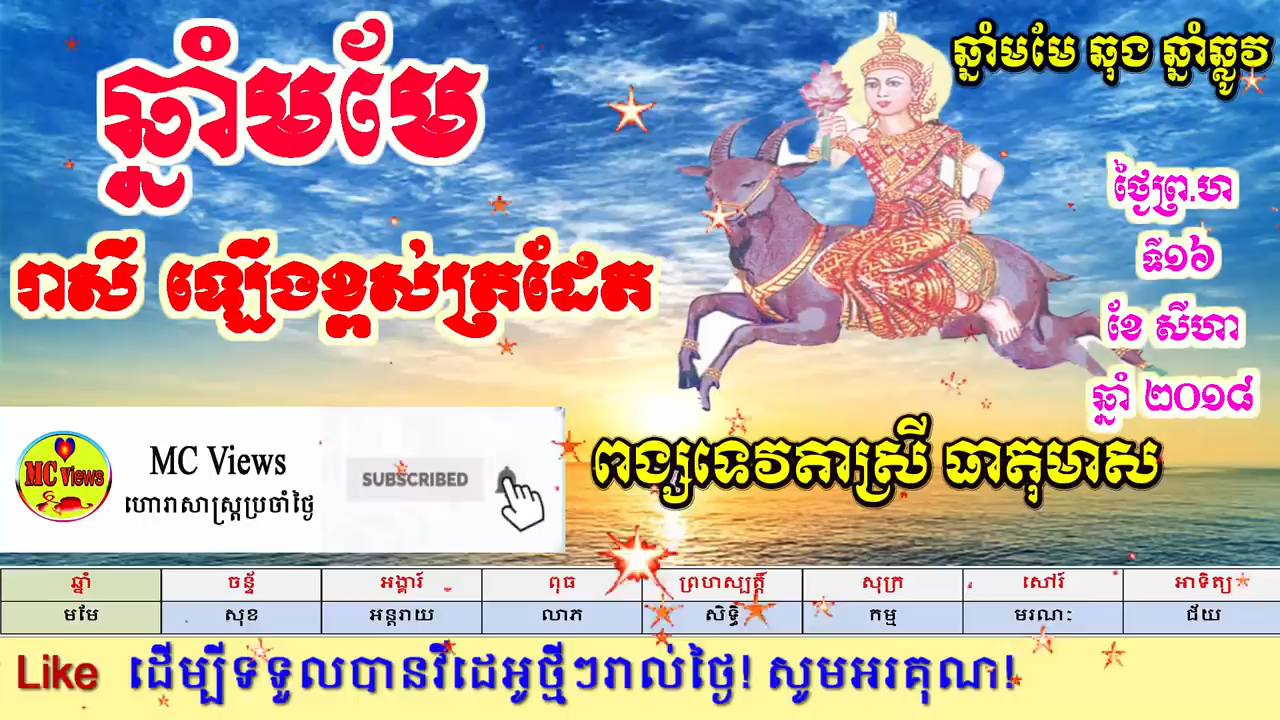 ឆ្នាំមមែ
រាសី ឡើងខ្ពស់ត្រដែត
ឆ្នាំមមែ ឆុង ឆ្នាំឆ្លូវ
ថ្ងៃព្រ.ហ
ទី១៦
ខែ សីហា
ឆ្នាំ ២០១៨
ពង្សទេវតាស្រី ធាតុមាស
MC Views
MC Views
ហោរាសាស្ត្រប្រចាំថ្ងៃ
SUBSCRIBED
ឆ្នាំ ចន្ទ័ អង្គារ៍ ពុធ ព្រហស្បត្តិ៍ សុក្រ សៅរ៍ អាទិត្យ
មមែ សុខ អន្តរាយ លាភ សិទ្ធិ កម្ម មរណៈ ជ័យ
Like ដើម្បីទទួលបានវីដេអូថ្មីៗរាល់ថ្ងៃ! សូមអរគុណ!